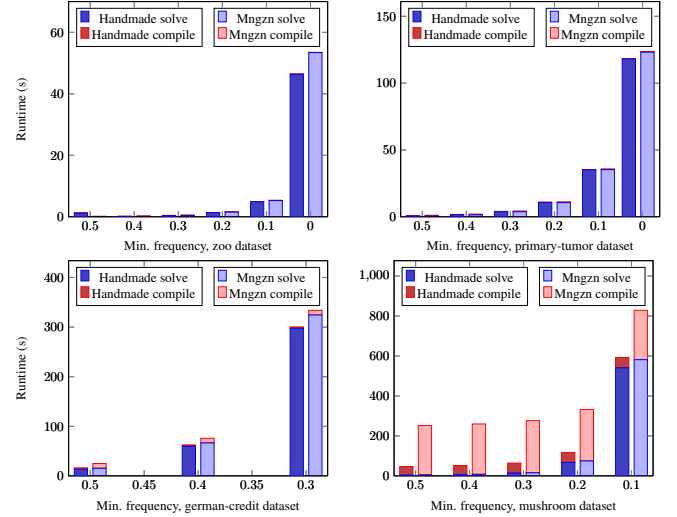 Handmade solve Mngzn solve
Handmade compile Mngzn compile
60
40
20
0
Runtime (s)
0.5 0.4 0.3 0.2 0.1 0
Min. frequency, zoo dataset
Handmade solve Mngzn solve
Handmade compile Mngzn compile
150
100
50
0
0.5 0.4 0.3 0.2 0.1 0
Min. frequency, primary-tumor dataset
Handmade solve Mngzn solve
Handmade compile Mngzn compile
400
300
200
100
0
Runtime (s)
0.5 0.45 0.4 0.35 0.3
Min. frequency, german-credit dataset
Handmade solve Mngzn solve
Handmade compile Mngzn compile
1,000
800
600
400
200
0
0.5 0.4 0.3 0.2 0.1
Min. frequency, mushroom dataset